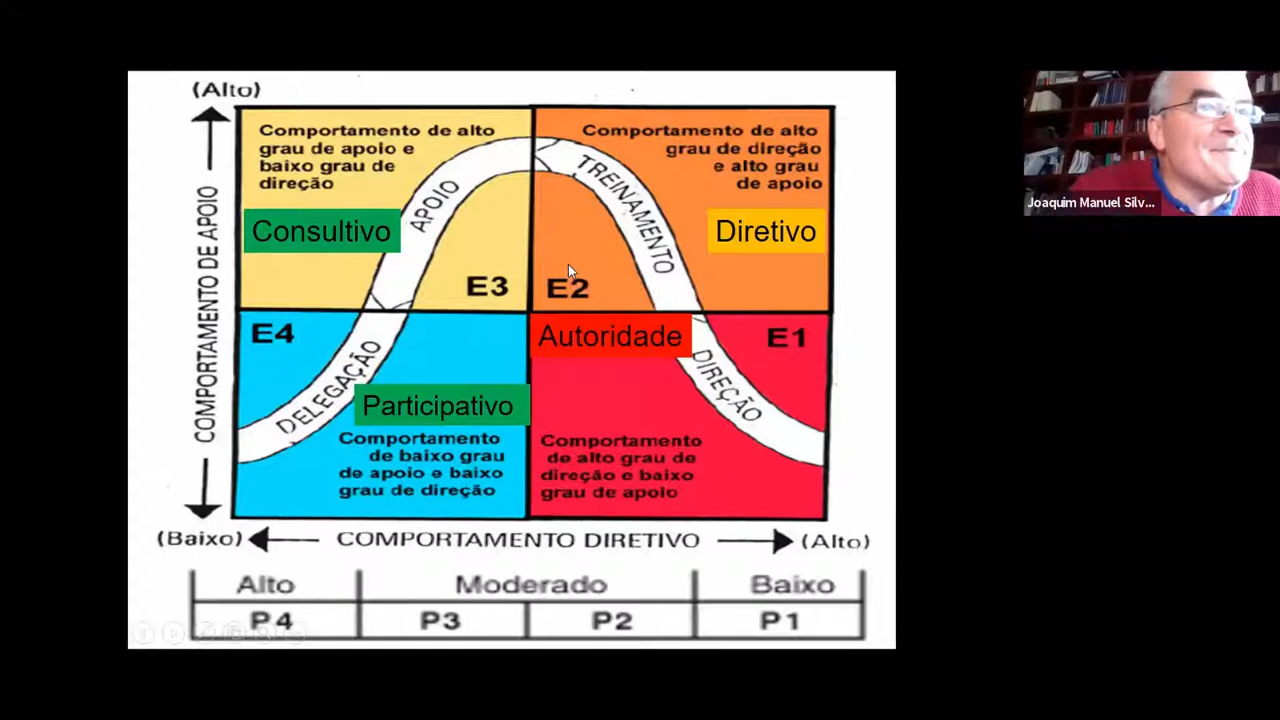 (Alto)
COMPORTAMENTO DE APOIO
Comportamento de alto
grau de apoio e
baixo grau de
direção
Consultivo
APOIO
E3
Comportamento de alto
grau de direção
e alto grau
de apoio
TREINAMENTO
Diretivo
E2
E4
DELEGAÇÃO
Participativo
Comportamento
de baixo grau
de apoio e baixo
grau de direção
Autoridade
E1
DIREÇÃO
Comportamento
de alto grau de
direção e baixo
grau de apoio
(Baixo)
COMPORTAMENTO DIRETIVO
(Alto)
Alto
Moderado
Baixo
P4
P3
P2
P1
Joaquim Manuel Silv...